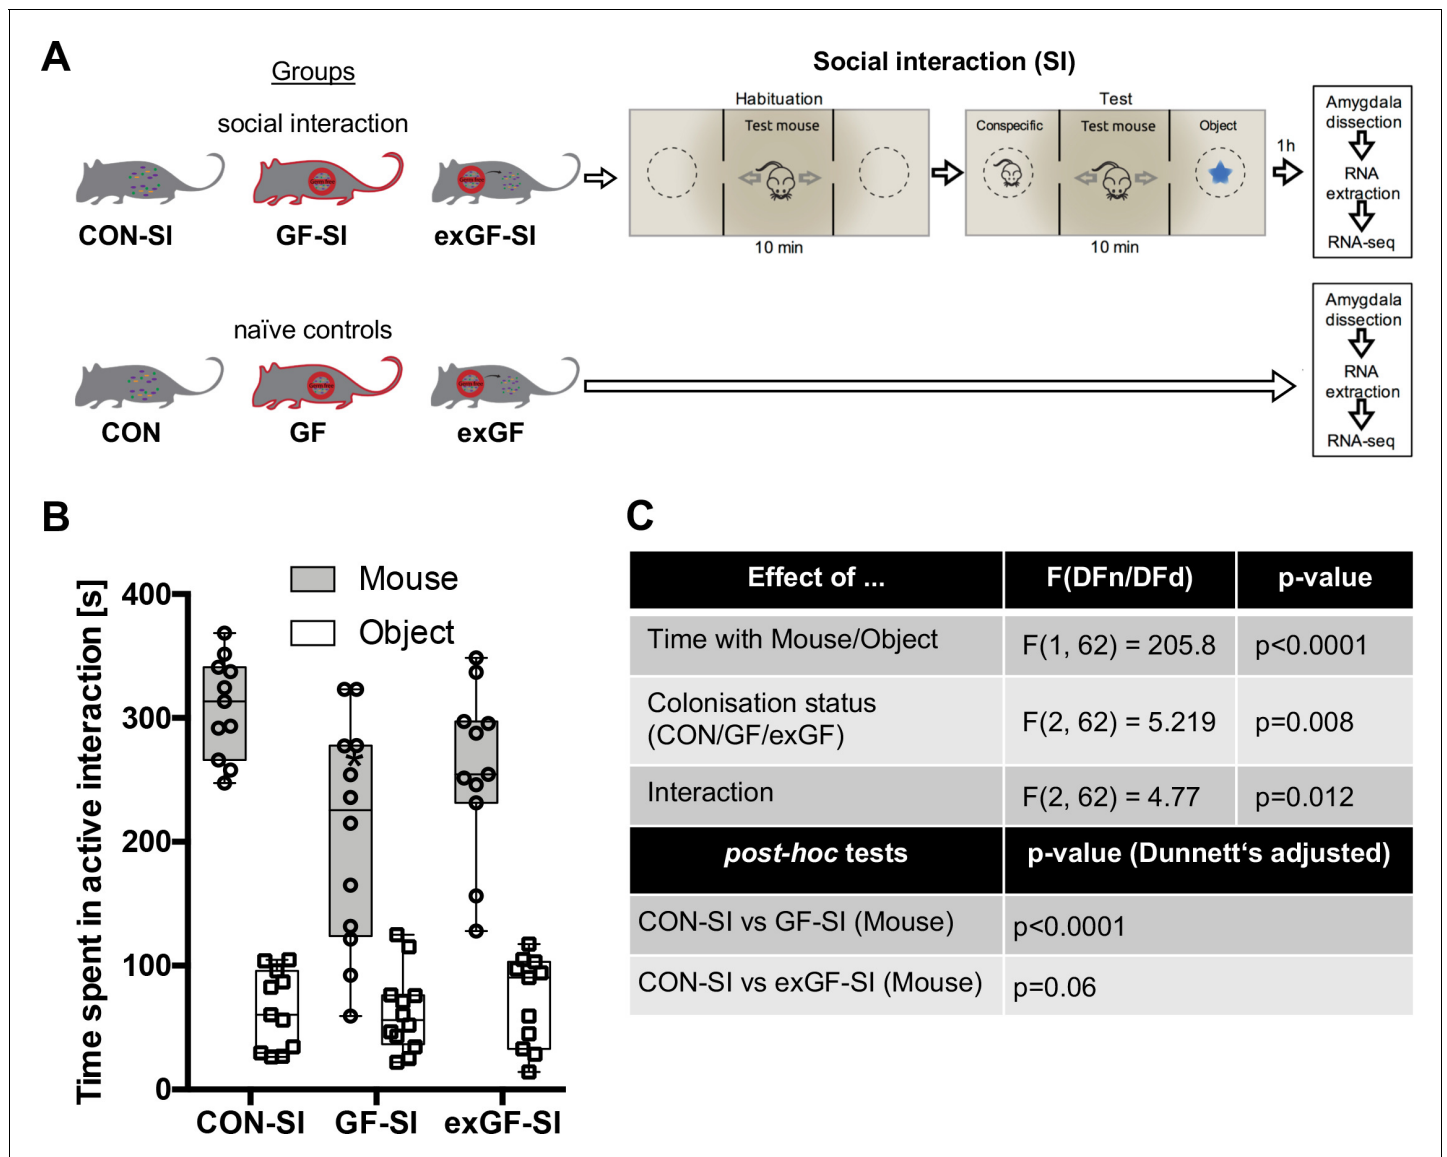 A
Groups
social interaction
CON-SI
GF-SI
exGF-SI
Social interaction (SI)
Habituation
Test mouse
10 min
Test
Conspecific
Test mouse
Object
10 min
1h
Amygdala
dissection
RNA
extraction
RNA-seq
naïve controls
CON
GF
exGF
Amygdala
dissection
RNA
extraction
RNA-seq
B
Time spent in active interaction [s]
400
300
200
100
0
Mouse
Object
*
CON-SI
GF-SI
exGF-SI
C
Effect of ... F(DFn/DFd) p-value
Time with Mouse/Object F(1, 62) = 205.8 p<0.0001
Colonisation status
(CON/GF/exGF) F(2, 62) = 5.219 p=0.008
Interaction F(2, 62) = 4.77 p=0.012
post-hoc tests p-value (Dunnett‘s adjusted)
CON-SI vs GF-SI (Mouse) p<0.0001
CON-SI vs exGF-SI (Mouse) p=0.06